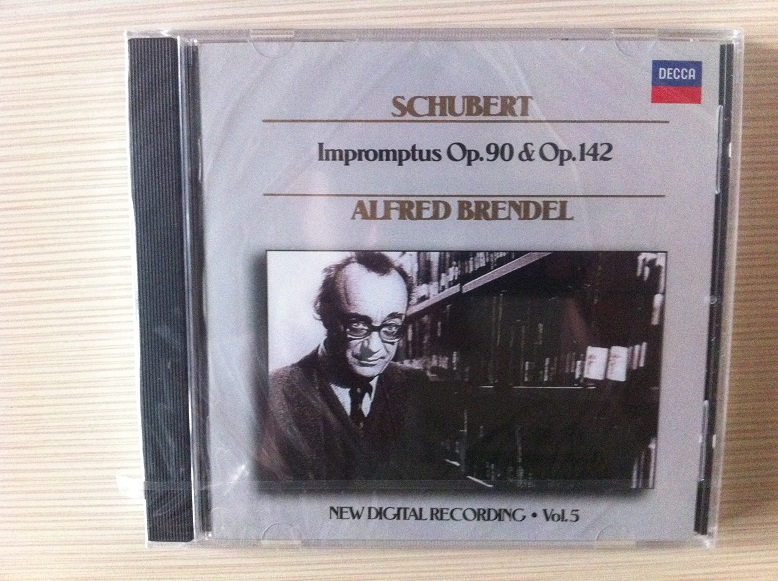 DECCA
SCHUBERT
Impromptus Op.90 & Op.142
ALFRED BRENDEL
NEW DIGITAL RECORDING • Vol.5